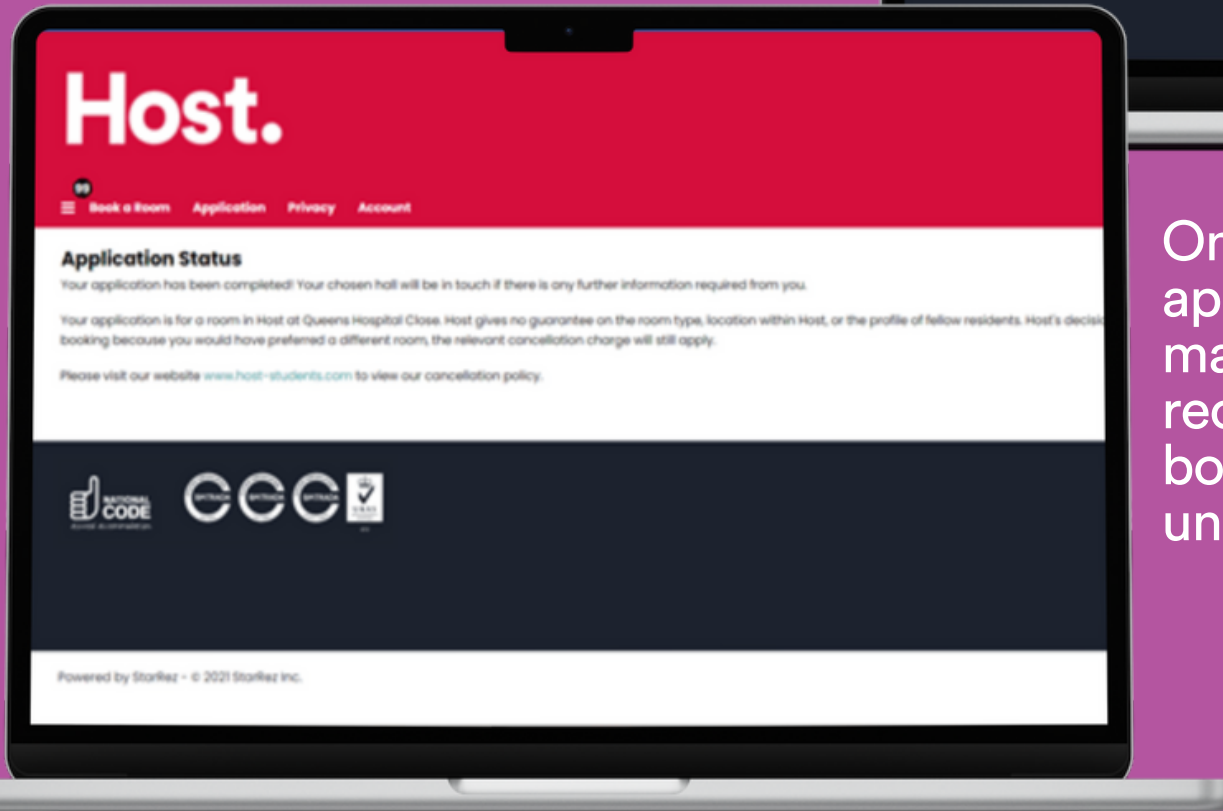 Host.
99
Book a Room Application Privacy Account
Application Status
Your application has been completed! Your chosen hall will be in touch if there is any further information required from you.
Your application is for a room in Host at Queens Hospital Close. Host gives no guarantee on the room type, location within Host, or the profile of fellow residents. Host's decisio
booking because you would have preferred a different room, the relevant cancellation charge will still apply.
Please visit our website www.host-students.com to view our cancellation policy.
NATIONAL
CODE
Powered by StarRez - © 2021 StarRez Inc.
On
ap
ma
rec
bo
un